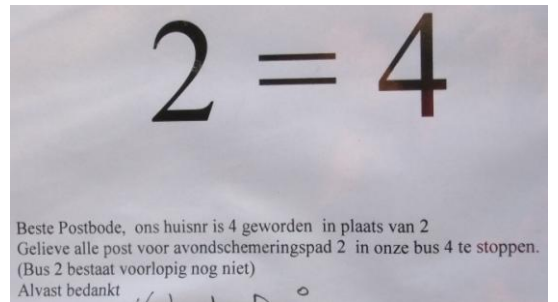 2 = 4
Beste Postbode, ons huisnr is 4 geworden in plaats van 2
Gelieve alle post voor avondschemeringspad 2 in onze bus 4 te stoppen.
(Bus 2 bestaat voorlopig nog niet)
Alvast bedankt